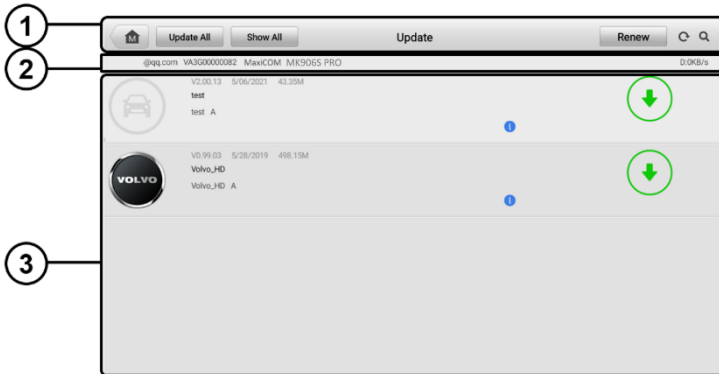 1
M
Update All Show All Update Renew
2
@qq.com VA3G00000082 MaxiCOM MK906S PRO D:0KB/s
V2.00.13 5/06/2021 43.35M
test
test A
i
V0.99.03 5/28/2019 498.15M
VOLVO
Volvo_HD
Volvo_HD A
i
3